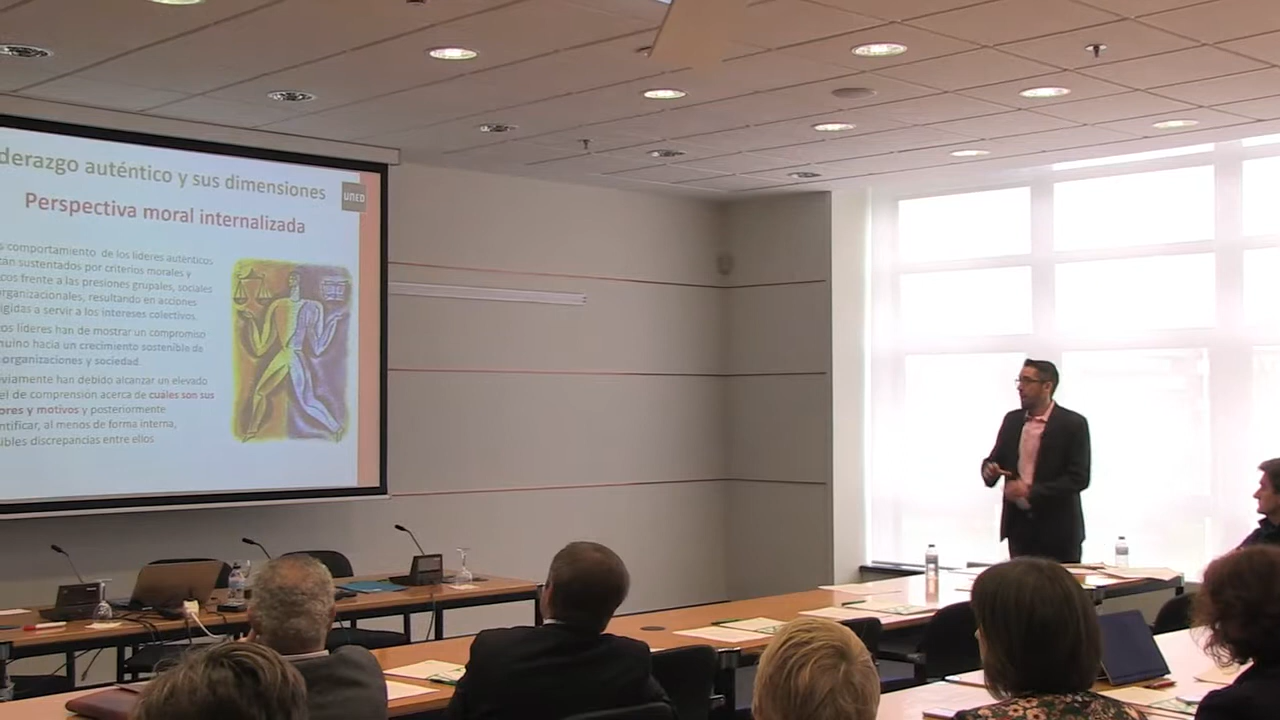 derazgo auténtico y sus dimensiones
UNED
Perspectiva moral internalizada
s comportamiento de los líderes auténticos
tán sustentados por criterios morales y
cos frente a las presiones grupales, sociales
organizacionales, resultando en acciones
igidas a servir a los intereses colectivos.
os líderes han de mostrar un compromiso
nuino hacia un crecimiento sostenible de
organizaciones y sociedad.
eviamente han debido alcanzar un elevado
el de comprensión acerca de cuales son sus
ores y motivos y posteriormente
ntificar, al menos de forma interna,
ibles discrepancias entre ellos